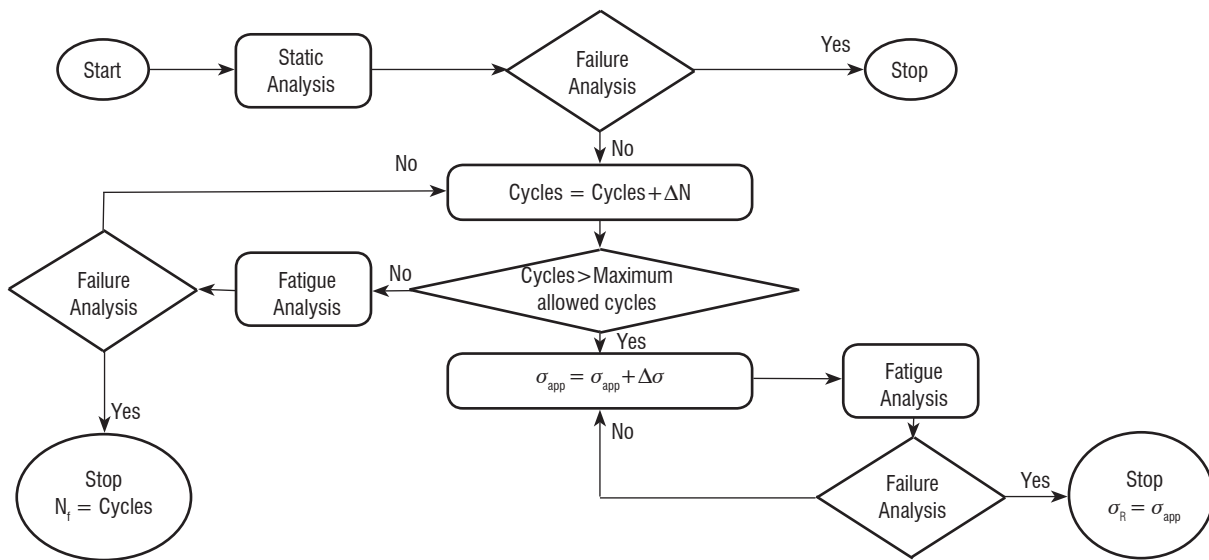 Start
Static
Analysis
Failure
Analysis
Yes
Stop
No
No
Cycles = Cycles+ΔN
Failure
Analysis
Fatigue
Analysis
No
Cycles>Maximum
allowed cycles
Yes
σapp = σapp+Δσ
Fatigue
Analysis
Yes
No
Stop
Nf = Cycles
Failure
Analysis
Yes
Stop
σR = σapp